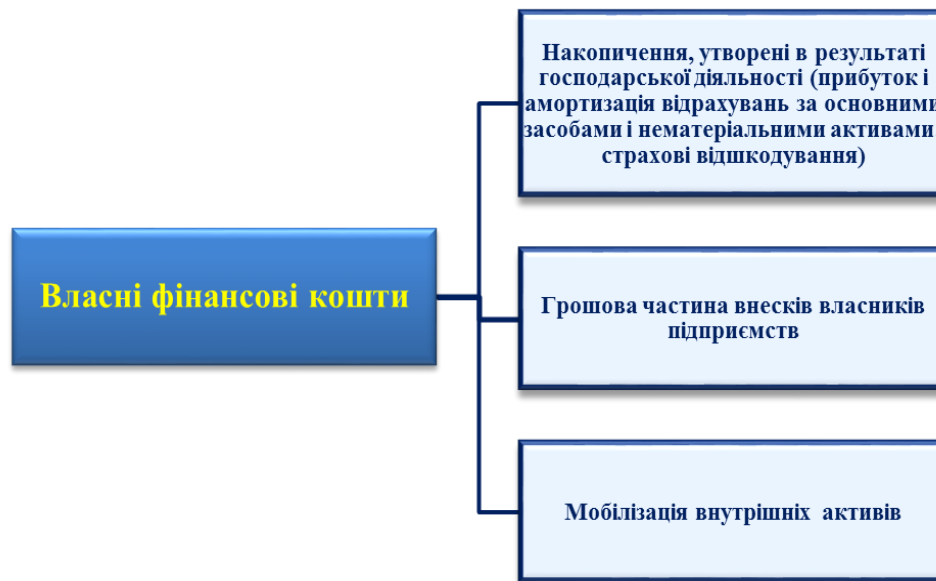 Власні фінансові кошти
Накопичення, утворені в результаті
господарської діяльності (прибуток і
амортизація відрахувань за основними
засобами і нематеріальними активами
страхові відшкодування)
Грошова частина внесків власників
підприємств
Мобілізація внутрішніх активів